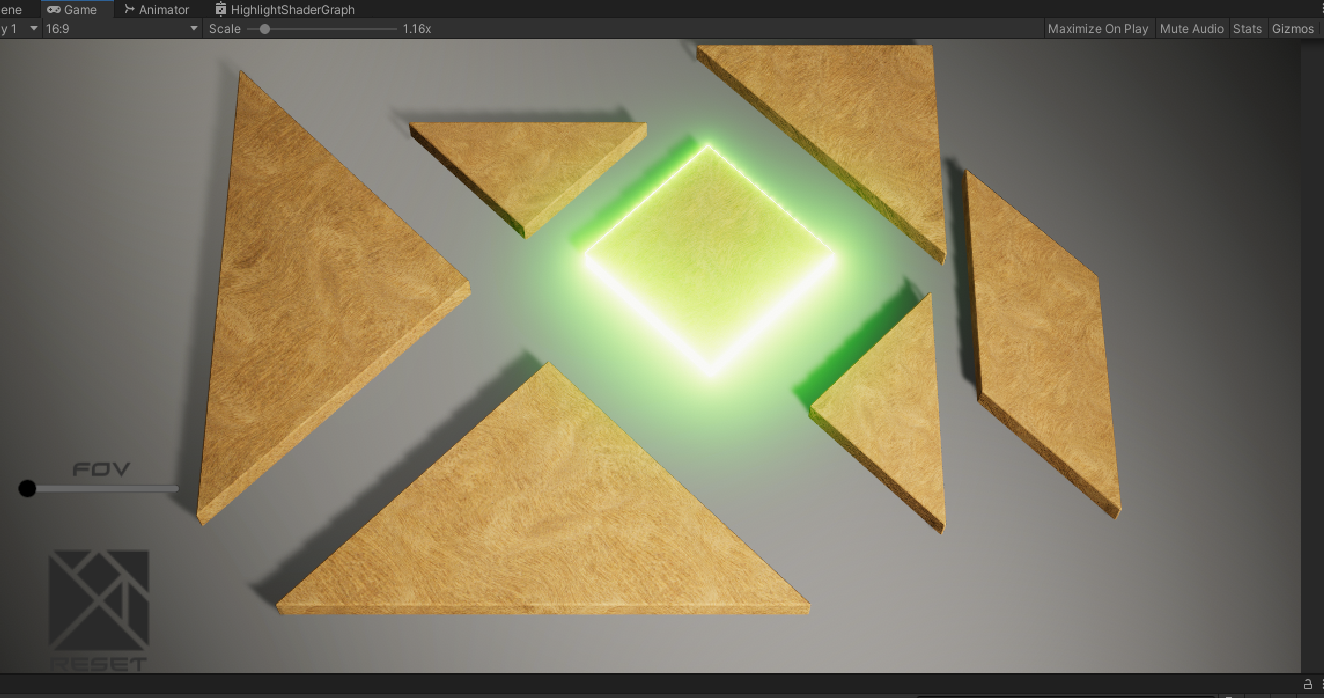 ene Game Animator HighlightShaderGraph
y 1 16:9 Scale 1.16x Maximize On Play Mute Audio Stats Gizmos
FOV
RESET